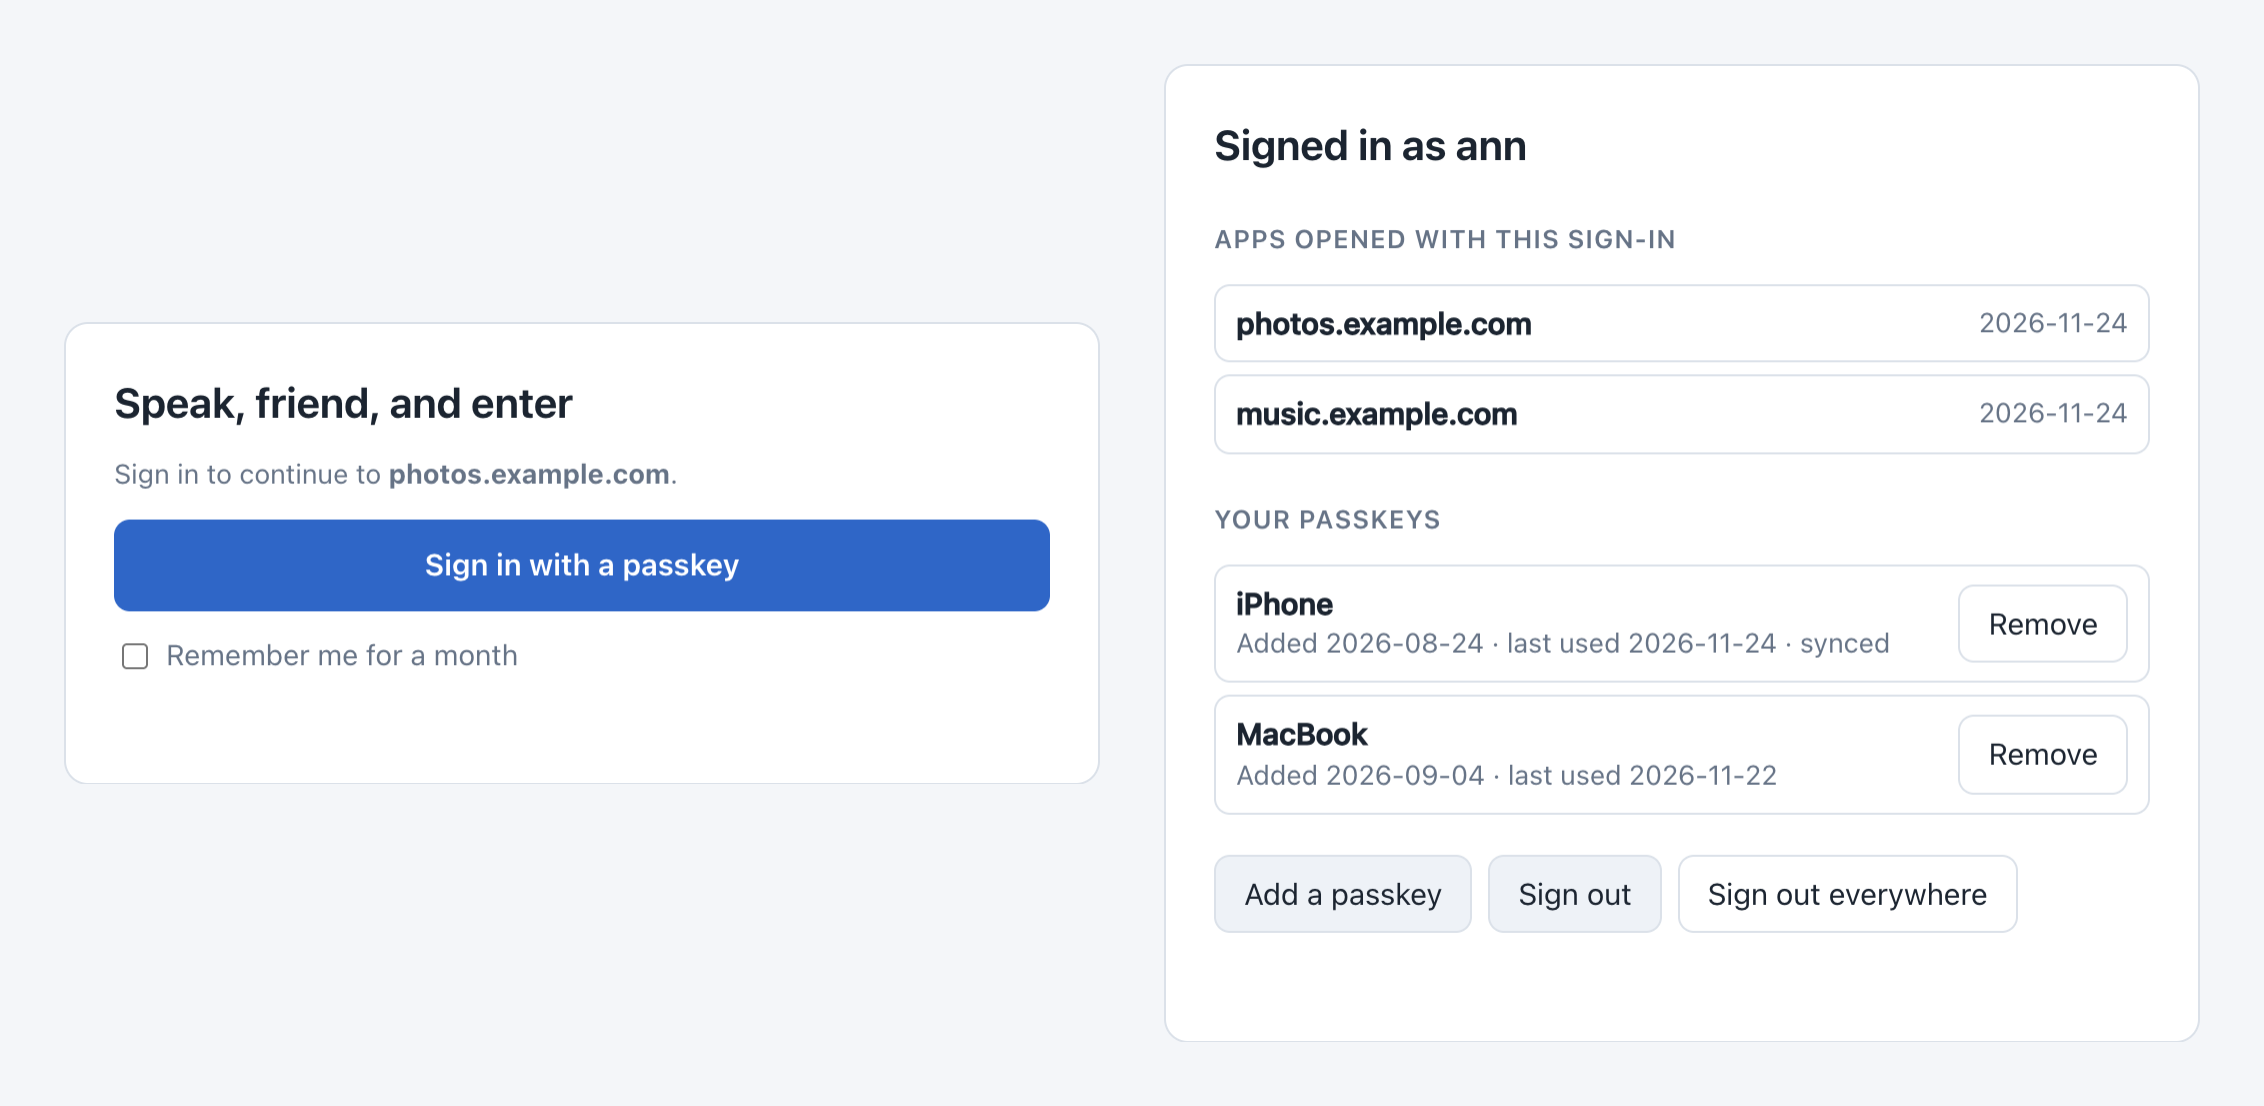 Speak, friend, and enter
Sign in to continue to photos.example.com.
Sign in with a passkey
Remember me for a month
Signed in as ann
APPS OPENED WITH THIS SIGN-IN
photos.example.com 2026-11-24
music.example.com 2026-11-24
YOUR PASSKEYS
iPhone
Added 2026-08-24 · last used 2026-11-24 · synced
Remove
MacBook
Added 2026-09-04 · last used 2026-11-22
Remove
Add a passkey Sign out Sign out everywhere